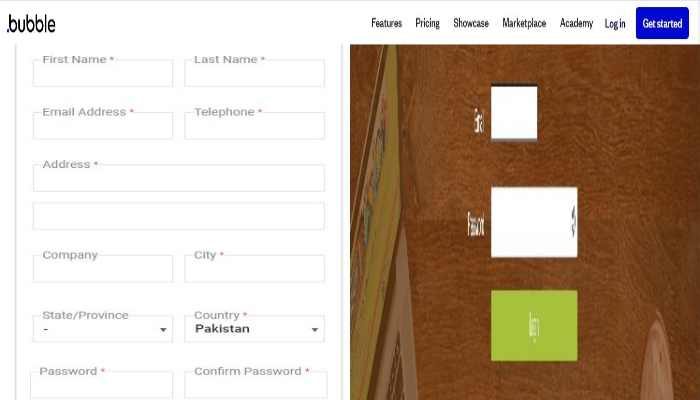 .bubble
Features Pricing Showcase Marketplace Academy Log in Get started
First Name * Last Name *
Email Address * Telephone *
Address *
Company City *
State/Province Country *
- Pakistan
Password * Confirm Password *
Email
Password
Login